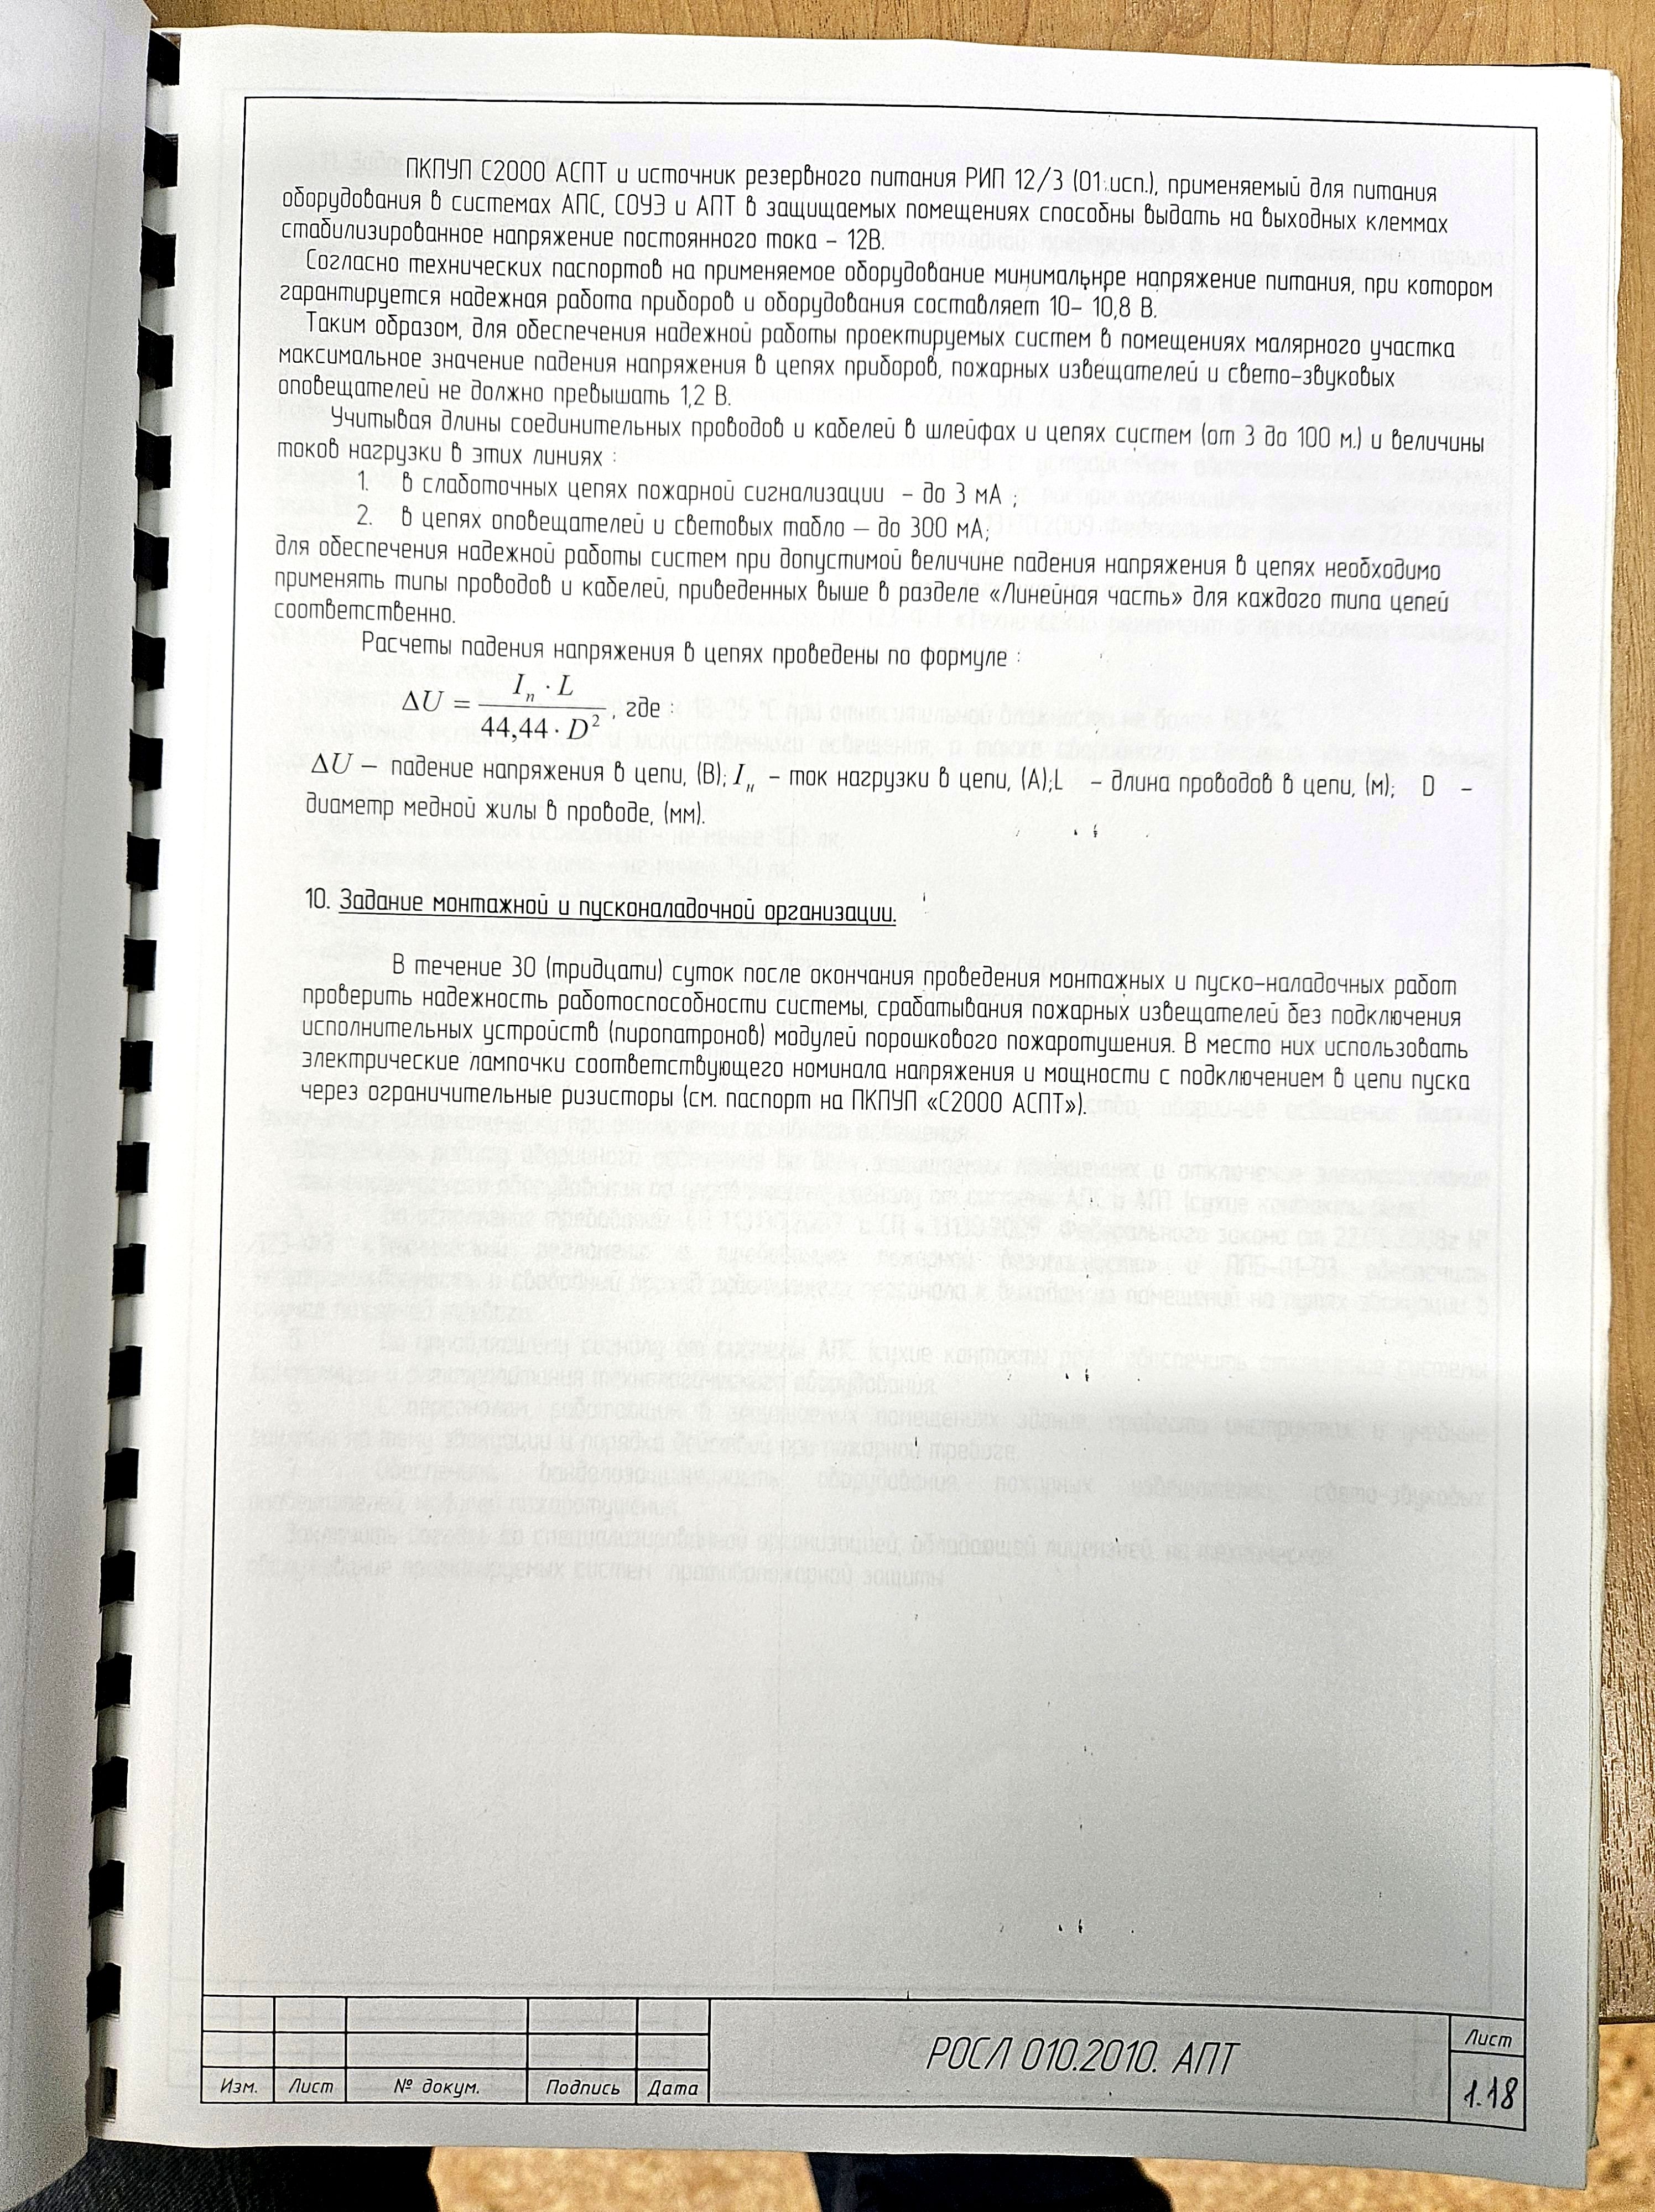 ПКПУП С2000 АСПТ и источник резервного питания РИП 12/3 (01 исп.), применяемый для питания
оборудования в системах АПС, СОУЭ и АПТ в защищаемых помещениях способны выдать на выходных клеммах
стабилизированное напряжение постоянного тока – 12В.
Согласно технических паспортов на применяемое оборудование минимальное напряжение питания, при котором
гарантируется надежная работа приборов и оборудования составляет 10– 10,8 В.
Таким образом, для обеспечения надежной работы проектируемых систем в помещениях малярного участка
максимальное значение падения напряжения в цепях приборов, пожарных извещателей и свето-звуковых
оповещателей не должно превышать 1,2 В.
Учитывая длины соединительных проводов и кабелей в шлейфах и цепях систем (от 3 до 100 м.) и величины
токов нагрузки в этих линиях :
1. в слаботочных цепях пожарной сигнализации – до 3 мА ;
2. в цепях оповещателей и световых табло – до 300 мА;
для обеспечения надежной работы систем при допустимой величине падения напряжения в цепях необходимо
применять типы проводов и кабелей, приведенных выше в разделе «Линейная часть» для каждого типа цепей
соответственно.
Расчеты падения напряжения в цепях проведены по формуле :
ΔU = (I_n · L) / (44,44 · D²) , где :
ΔU – падение напряжения в цепи, (В); I_н – ток нагрузки в цепи, (А);L – длина проводов в цепи, (м); D –
диаметр медной жилы в проводе, (мм).
10. Задание монтажной и пусконаладочной организации.
В течение 30 (тридцати) суток после окончания проведения монтажных и пуско-наладочных работ
проверить надежность работоспособности системы, срабатывания пожарных извещателей без подключения
исполнительных устройств (пиропатронов) модулей порошкового пожаротушения. В место них использовать
электрические лампочки соответствующего номинала напряжения и мощности с подключением в цепи пуска
через ограничительные ризисторы (см. паспорт на ПКПУП «С2000 АСПТ»).
РОСЛ 010.2010. АПТ
Лист
1.18
Изм. Лист № докум. Подпись Дата